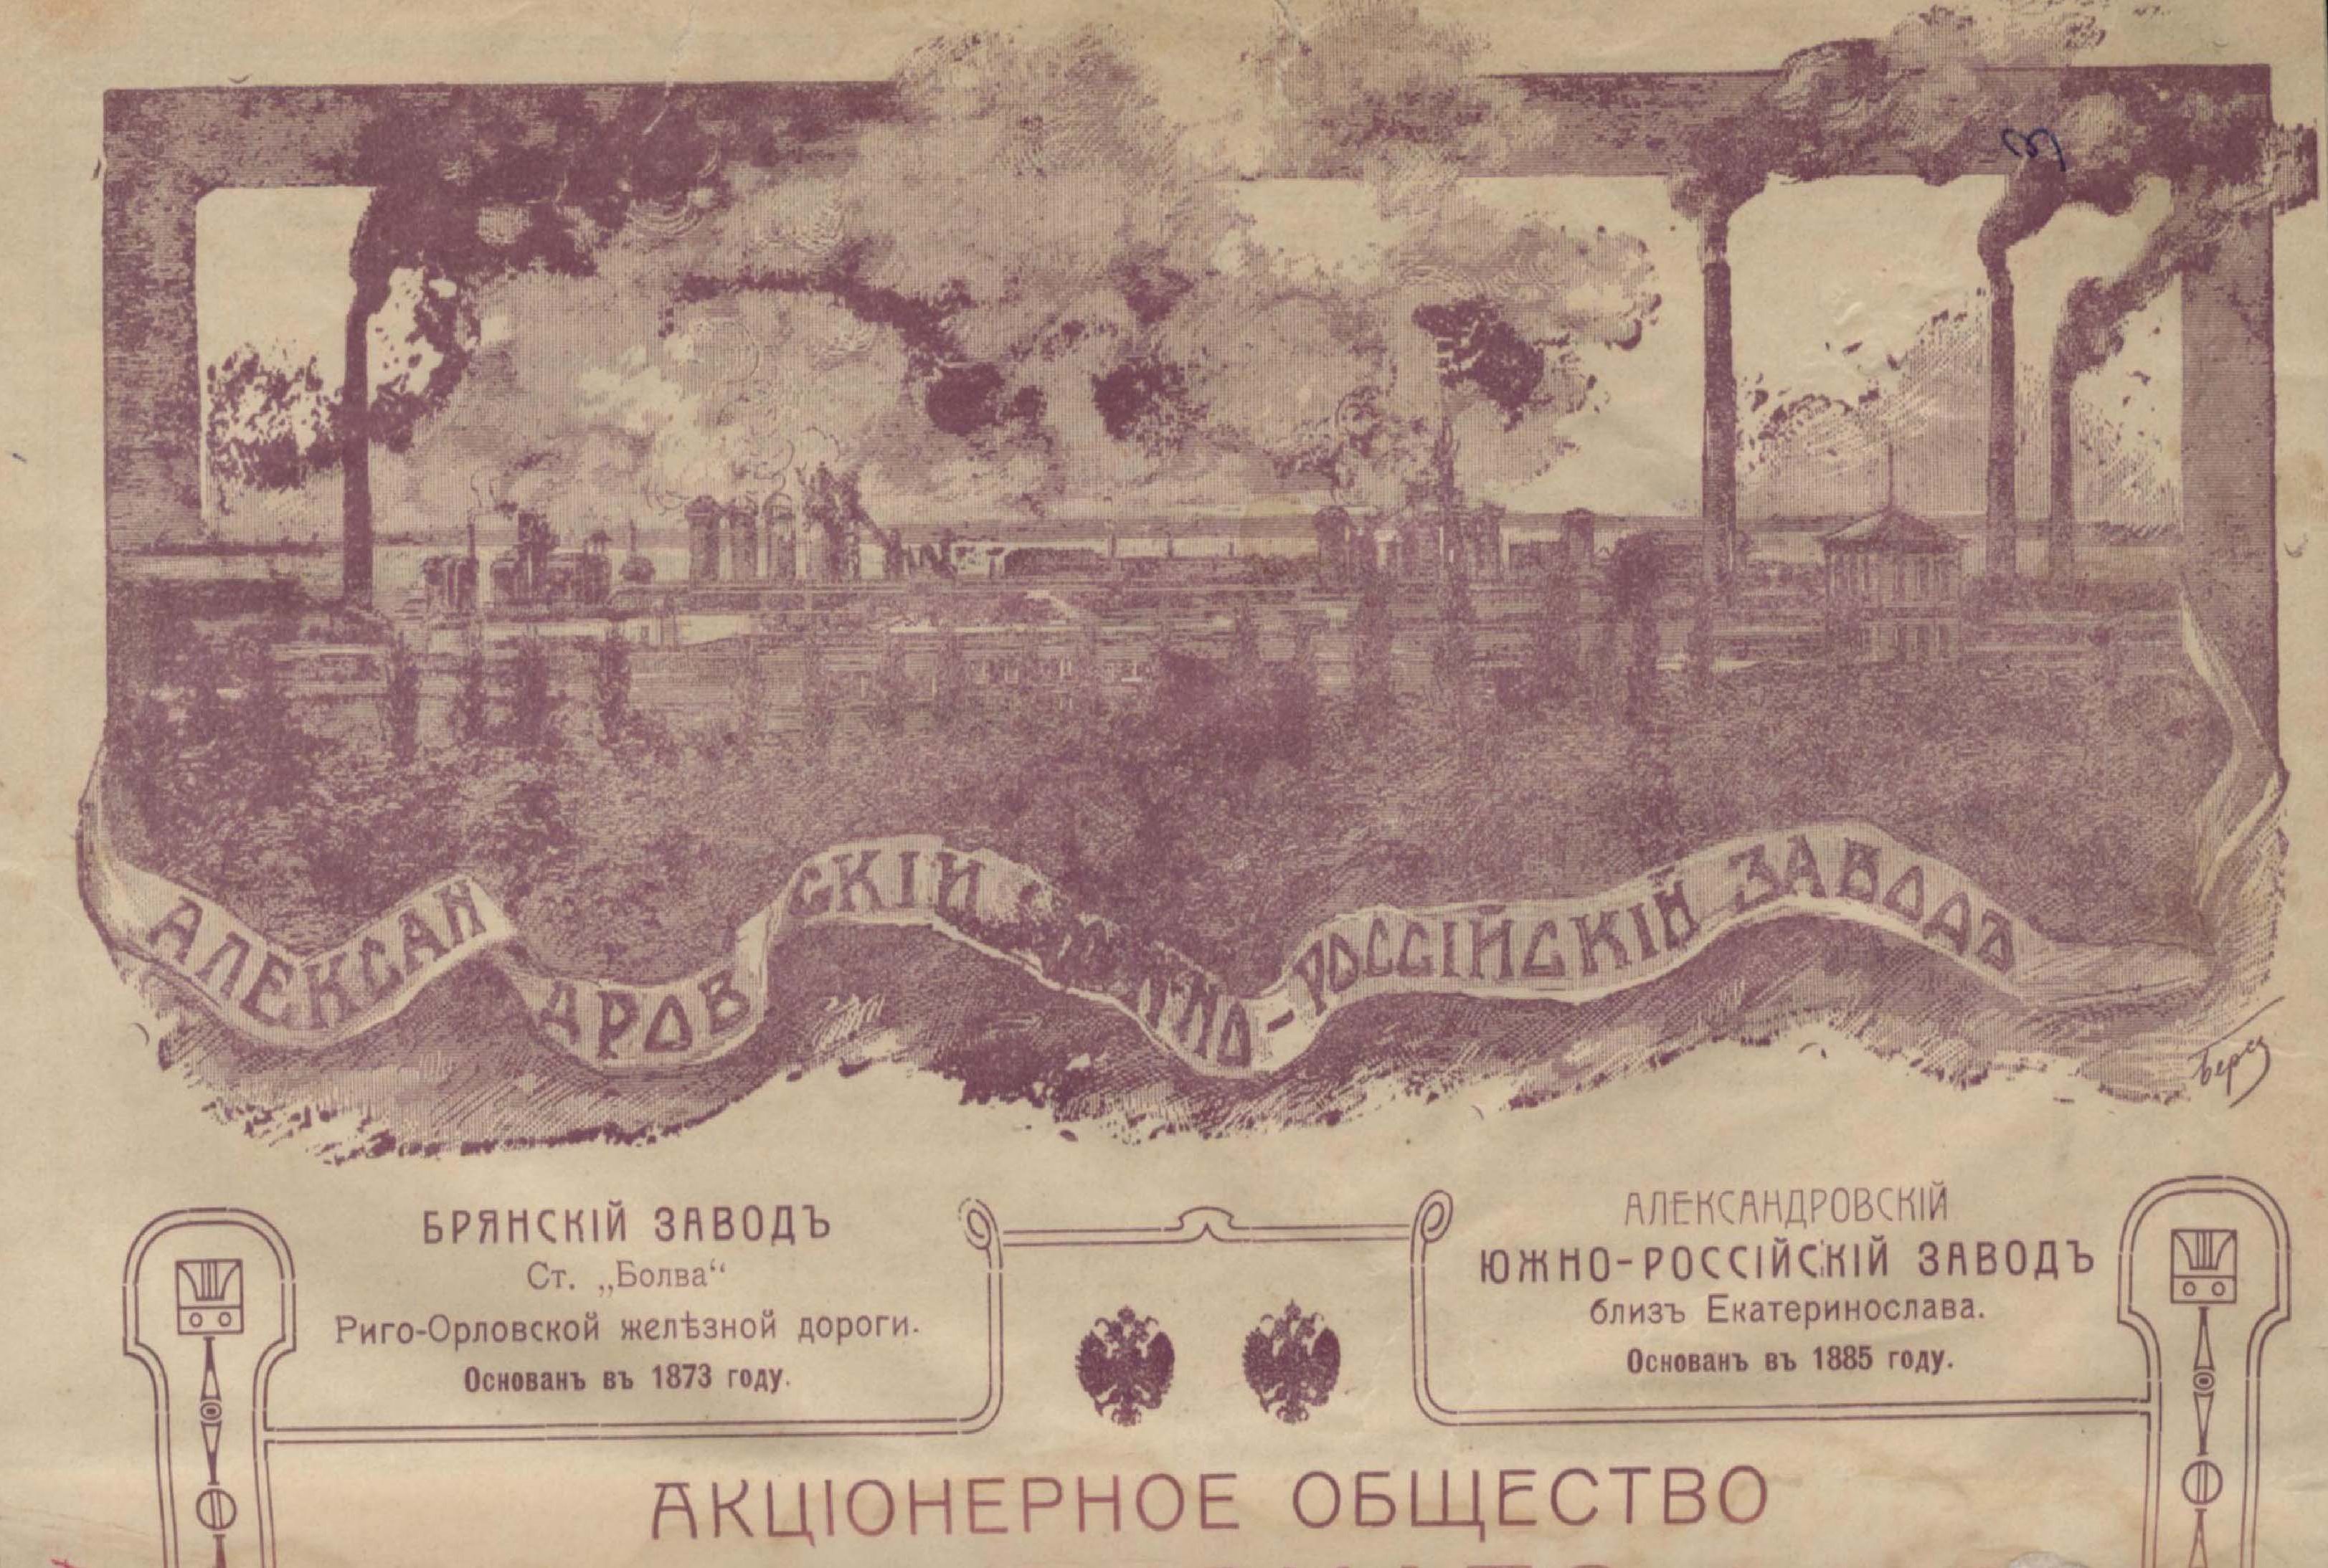 АЛЕКСАНДРОВСКІЙ ЮЖНО-РОССІЙСКІЙ ЗАВОДЪ
БРЯНСКІЙ ЗАВОДЪ
Ст. „Болва“
Риго-Орловской желѣзной дороги.
Основанъ въ 1873 году.
АЛЕКСАНДРОВСКІЙ
ЮЖНО-РОССІЙСКІЙ ЗАВОДЪ
близъ Екатеринослава.
Основанъ въ 1885 году.
АКЦІОНЕРНОЕ ОБЩЕСТВО